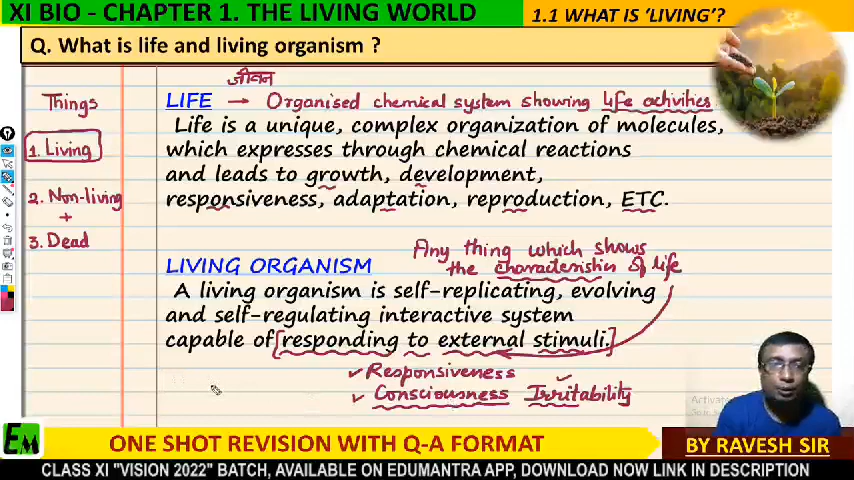 XI BIO - CHAPTER 1. THE LIVING WORLD
1.1 WHAT IS 'LIVING'?
Q. What is life and living organism ?
Things
1. Living
2. Non-living
+
3. Dead
जीवन
LIFE → Organised chemical system showing life activities
Life is a unique, complex organization of molecules,
which expresses through chemical reactions
and leads to growth, development,
responsiveness, adaptation, reproduction, ETC.
Any thing which shows
the characteristics of life
LIVING ORGANISM
A living organism is self-replicating, evolving
and self-regulating interactive system
capable of [responding to external stimuli.]
✓Responsiveness
✓ Consciousness Irritability ✓
Activate
Em
ONE SHOT REVISION WITH Q-A FORMAT
BY RAVESH SIR
CLASS XI "VISION 2022" BATCH, AVAILABLE ON EDUMANTRA APP, DOWNLOAD NOW LINK IN DESCRIPTION